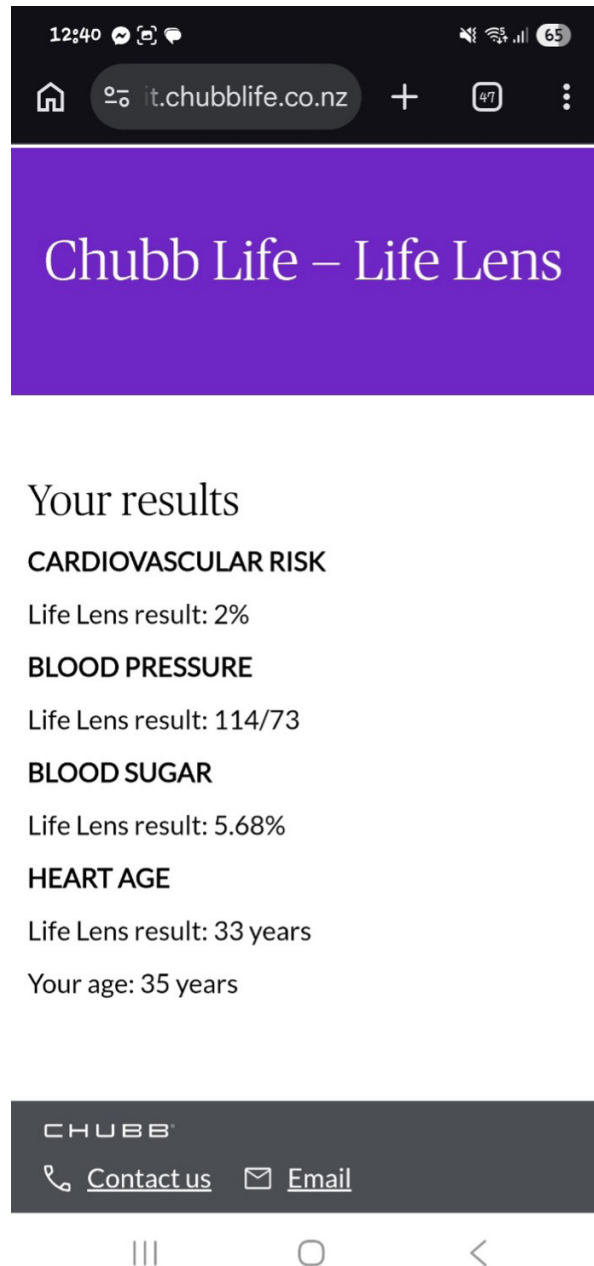 12:40
65
it.chubblife.co.nz
47
Chubb Life – Life Lens
Your results
CARDIOVASCULAR RISK
Life Lens result: 2%
BLOOD PRESSURE
Life Lens result: 114/73
BLOOD SUGAR
Life Lens result: 5.68%
HEART AGE
Life Lens result: 33 years
Your age: 35 years
CHUBB®
Contact us
Email